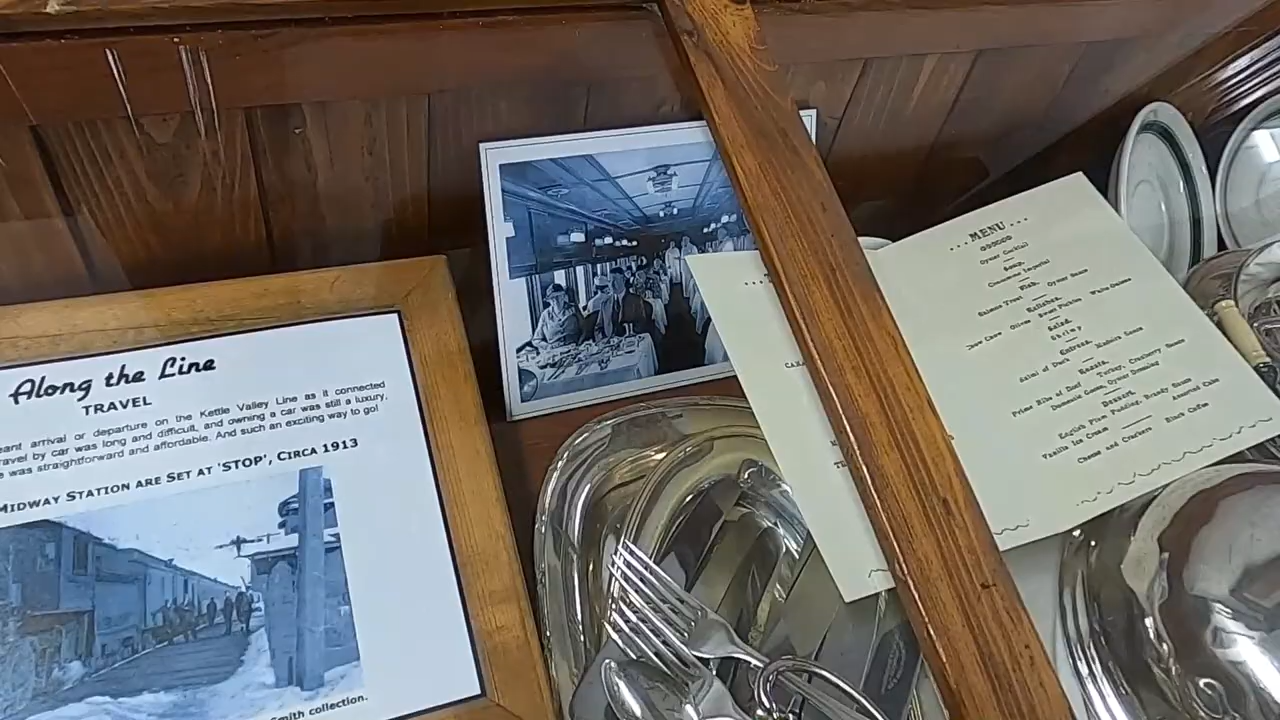 Along the Line
TRAVEL
eant arrival or departure on the Kettle Valley Line as it connected
ravel by car was long and difficult, and owning a car was still a luxury,
e was straightforward and affordable. And such an exciting way to go!
MIDWAY STATION ARE SET AT 'STOP', CIRCA 1913
Smith collection.
...MENU...
Oyster Cocktail
Soup
Consomme Imperial
Fish
Salmon Trout Oyster Sauce
Relishes
Olives Sweet Pickles White Onions
Salad
Shrimp
Entrees
Salmi of Duck Madeira Sauce
Roasts
Prime Ribs of Beef Turkey, Cranberry Sauce
Domestic Goose, Oyster Dressing
Dessert
English Plum Pudding, Brandy Sauce
Vanilla Ice Cream Assorted Cake
Cheese and Crackers Black Coffee